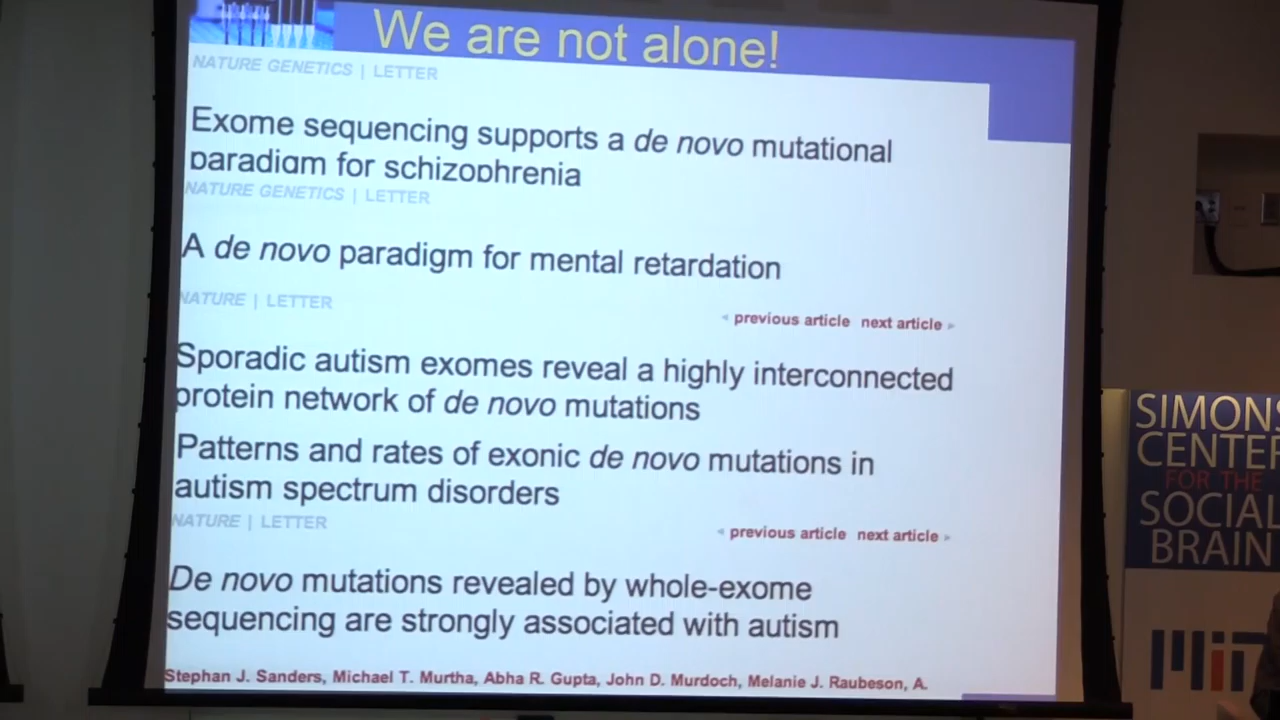 We are not alone!
NATURE GENETICS | LETTER
Exome sequencing supports a de novo mutational
paradigm for schizophrenia
NATURE GENETICS | LETTER
A de novo paradigm for mental retardation
NATURE | LETTER
previous article next article
Sporadic autism exomes reveal a highly interconnected
protein network of de novo mutations
Patterns and rates of exonic de novo mutations in
autism spectrum disorders
NATURE | LETTER
previous article next article
De novo mutations revealed by whole-exome
sequencing are strongly associated with autism
Stephan J. Sanders, Michael T. Murtha, Abha R. Gupta, John D. Murdoch, Melanie J. Raubeson, A.
SIMONS
CENTER
FOR THE
SOCIAL
BRAIN
MIT